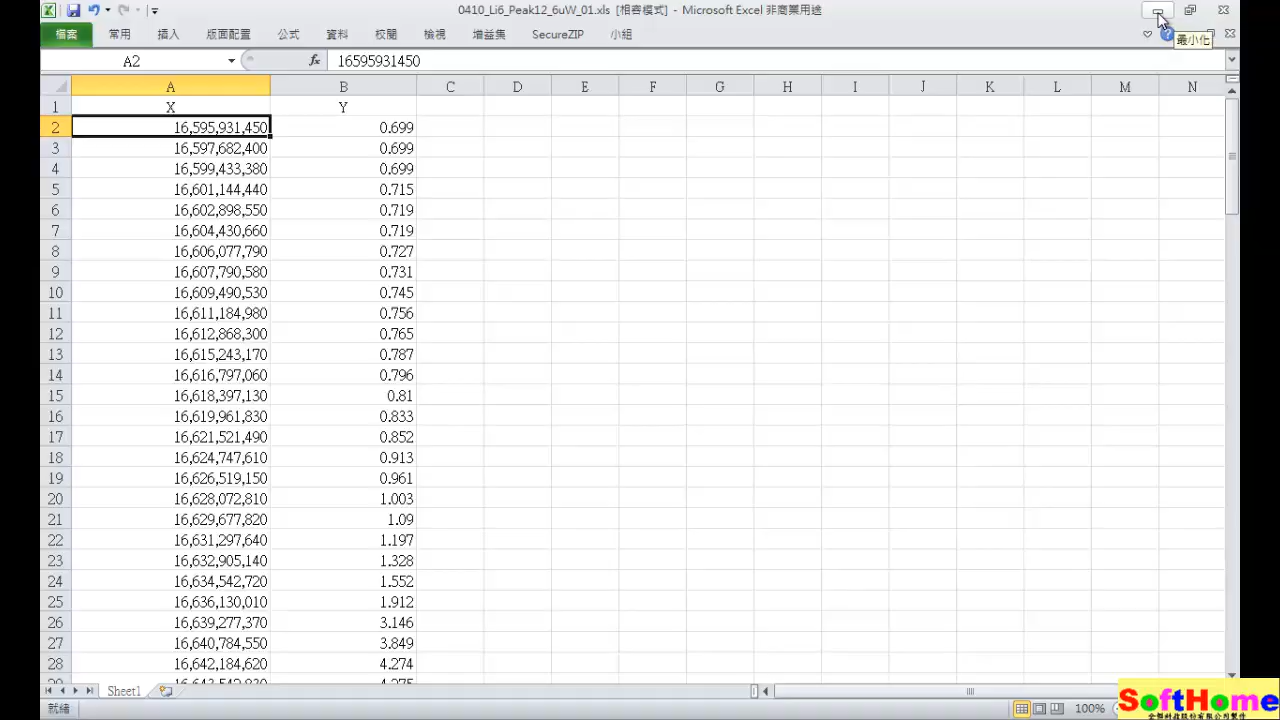 0410_Li6_Peak12_6uW_01.xls [相容模式] - Microsoft Excel 非商業用途
檔案 常用 插入 版面配置 公式 資料 校閱 檢視 增益集 SecureZIP 小組
最小化
A2 fx 16595931450
A B C D E F G H I J K L M N
1 X Y
2 16,595,931,450 0.699
3 16,597,682,400 0.699
4 16,599,433,380 0.699
5 16,601,144,440 0.715
6 16,602,898,550 0.719
7 16,604,430,660 0.719
8 16,606,077,790 0.727
9 16,607,790,580 0.731
10 16,609,490,530 0.745
11 16,611,184,980 0.756
12 16,612,868,300 0.765
13 16,615,243,170 0.787
14 16,616,797,060 0.796
15 16,618,397,130 0.81
16 16,619,961,830 0.833
17 16,621,521,490 0.852
18 16,624,747,610 0.913
19 16,626,519,150 0.961
20 16,628,072,810 1.003
21 16,629,677,820 1.09
22 16,631,297,640 1.197
23 16,632,905,140 1.328
24 16,634,542,720 1.552
25 16,636,130,010 1.912
26 16,639,277,370 3.146
27 16,640,784,550 3.849
28 16,642,184,620 4.274
Sheet1
就緒 100%
SoftHome